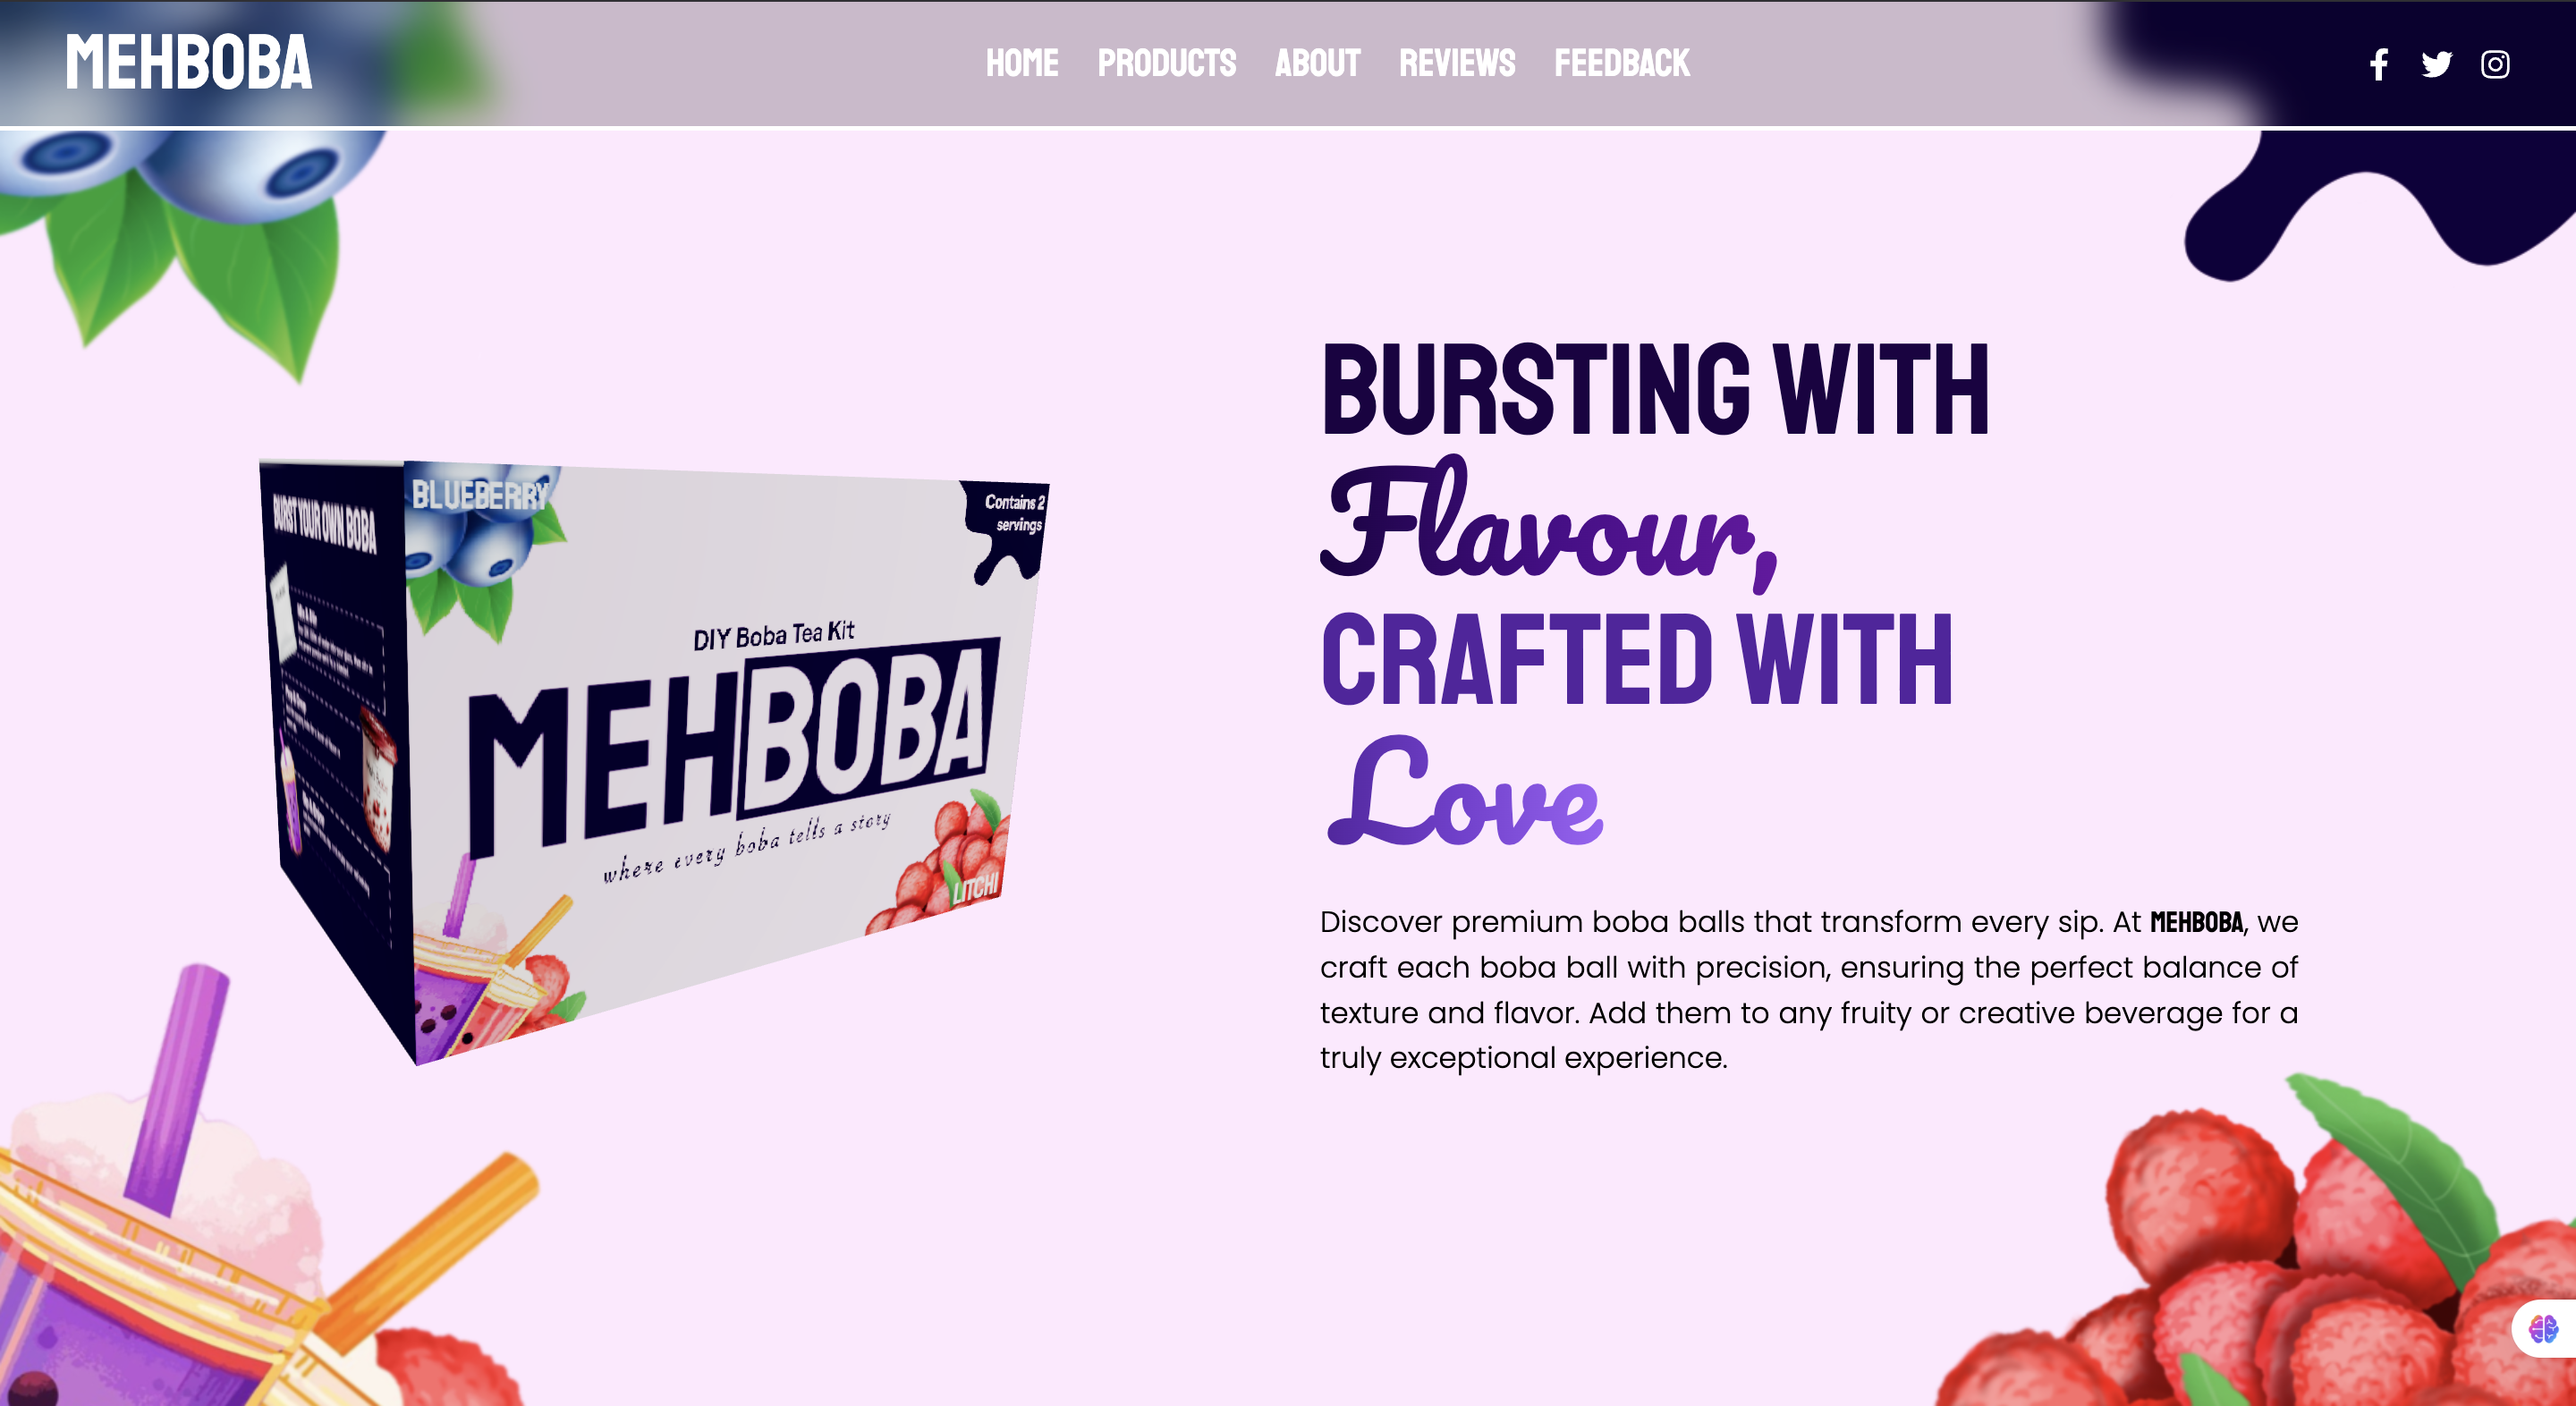 MEHBOBA
HOME PRODUCTS ABOUT REVIEWS FEEDBACK
BURSTING WITH
Flavour,
CRAFTED WITH
Love
Discover premium boba balls that transform every sip. At MEHBOBA, we
craft each boba ball with precision, ensuring the perfect balance of
texture and flavor. Add them to any fruity or creative beverage for a
truly exceptional experience.
BURST YOUR OWN BOBA
BLUEBERRY
Contains 2
servings
DIY Boba Tea Kit
MEHBOBA
where every boba tells a story
LITCHI